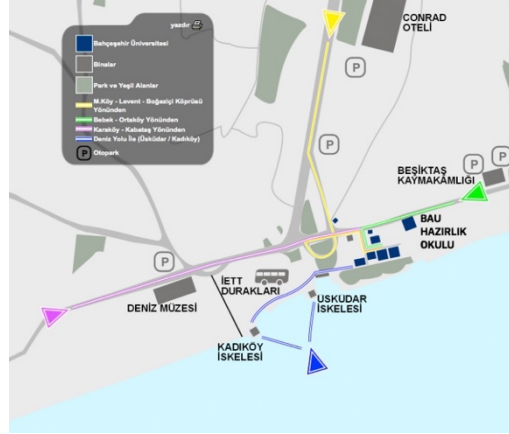 yazdır
Bahçeşehir Üniversitesi
Binalar
Park ve Yeşil Alanlar
M.Köy - Levent - Boğaziçi Köprüsü
Yönünden
Bebek - Ortaköy Yönünden
Karaköy - Kabataş Yönünden
Deniz Yolu İle (Üsküdar / Kadıköy)
P Otopark
CONRAD
OTELİ
P
P
P
P
BEŞİKTAŞ
KAYMAKAMLIĞI
BAU
HAZIRLIK
OKULU
P
İETT
DURAKLARI
DENİZ MÜZESİ
USKUDAR
İSKELESİ
KADIKÖY
İSKELESİ